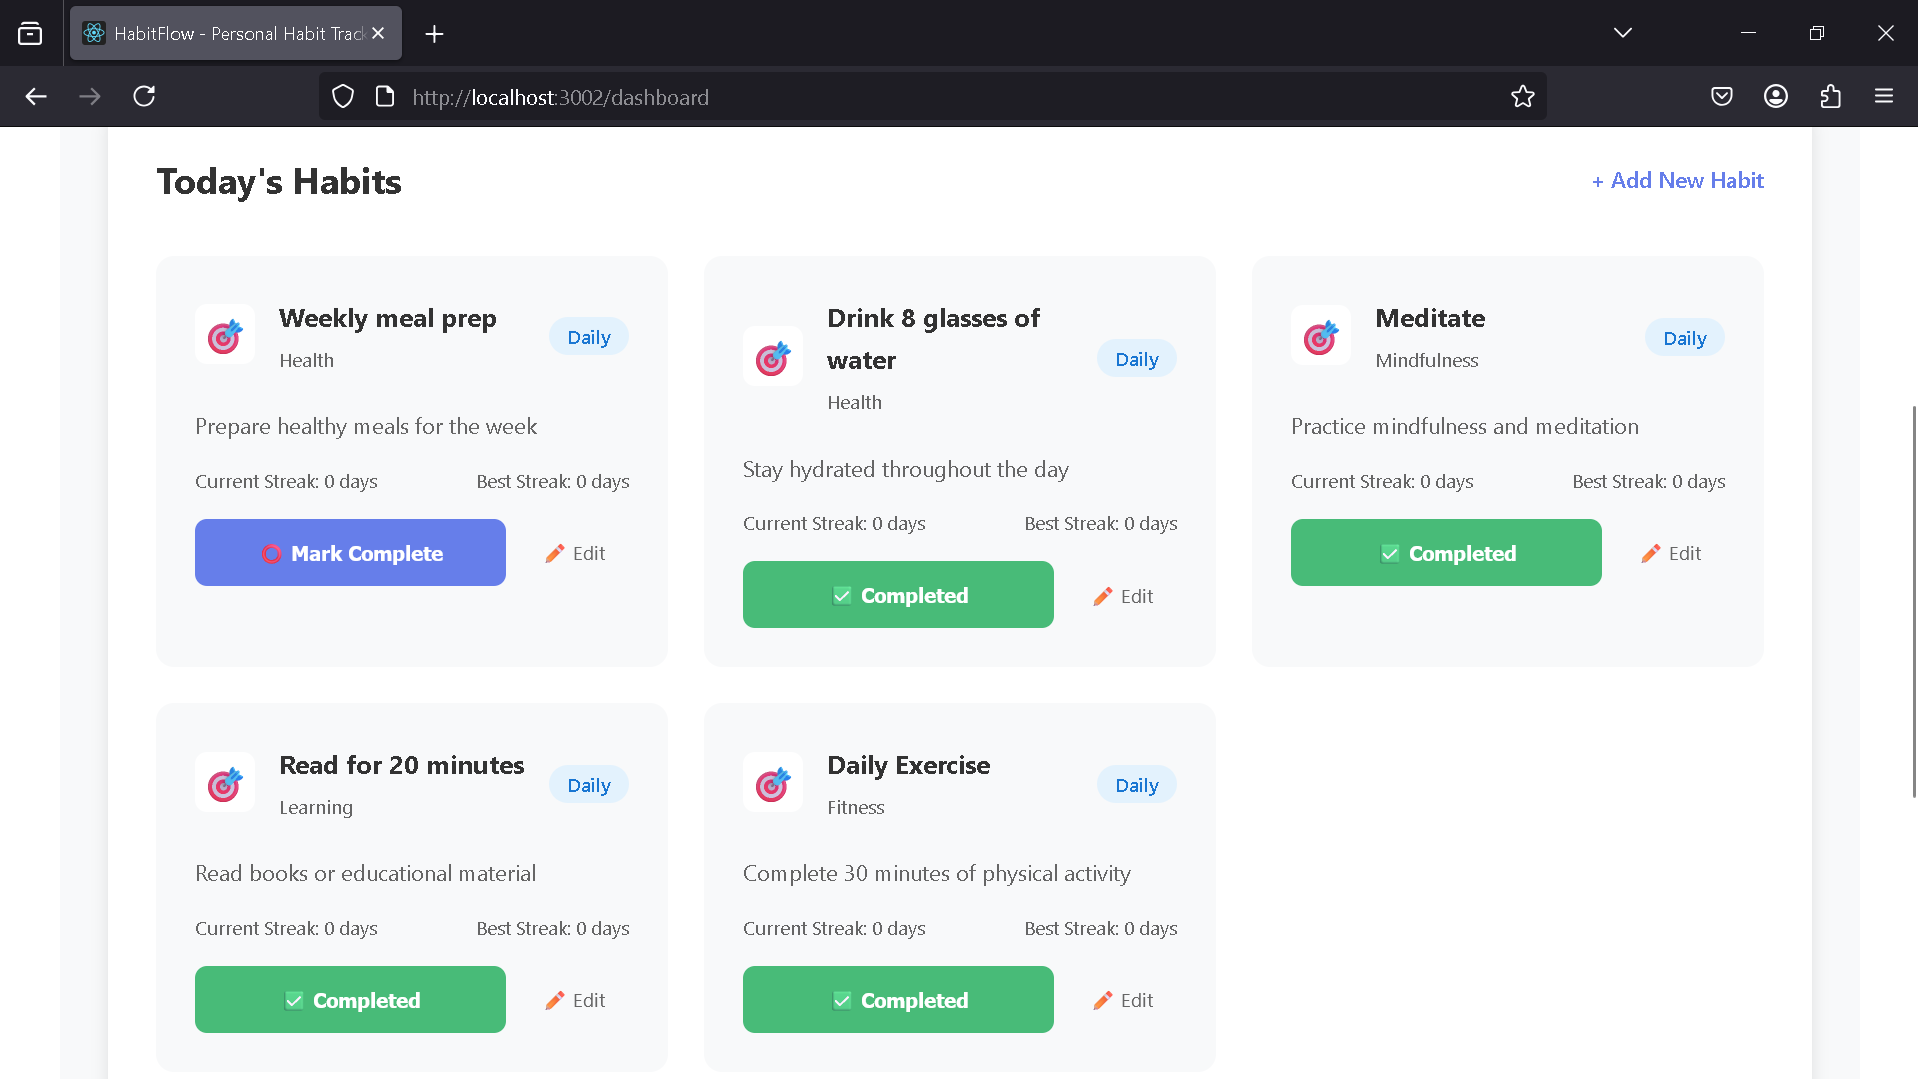 HabitFlow - Personal Habit Trac
http://localhost:3002/dashboard
Today's Habits
+ Add New Habit
Weekly meal prep
Health
Daily
Prepare healthy meals for the week
Current Streak: 0 days
Best Streak: 0 days
Mark Complete
Edit
Drink 8 glasses of
water
Health
Daily
Stay hydrated throughout the day
Current Streak: 0 days
Best Streak: 0 days
Completed
Edit
Meditate
Mindfulness
Daily
Practice mindfulness and meditation
Current Streak: 0 days
Best Streak: 0 days
Completed
Edit
Read for 20 minutes
Learning
Daily
Read books or educational material
Current Streak: 0 days
Best Streak: 0 days
Completed
Edit
Daily Exercise
Fitness
Daily
Complete 30 minutes of physical activity
Current Streak: 0 days
Best Streak: 0 days
Completed
Edit